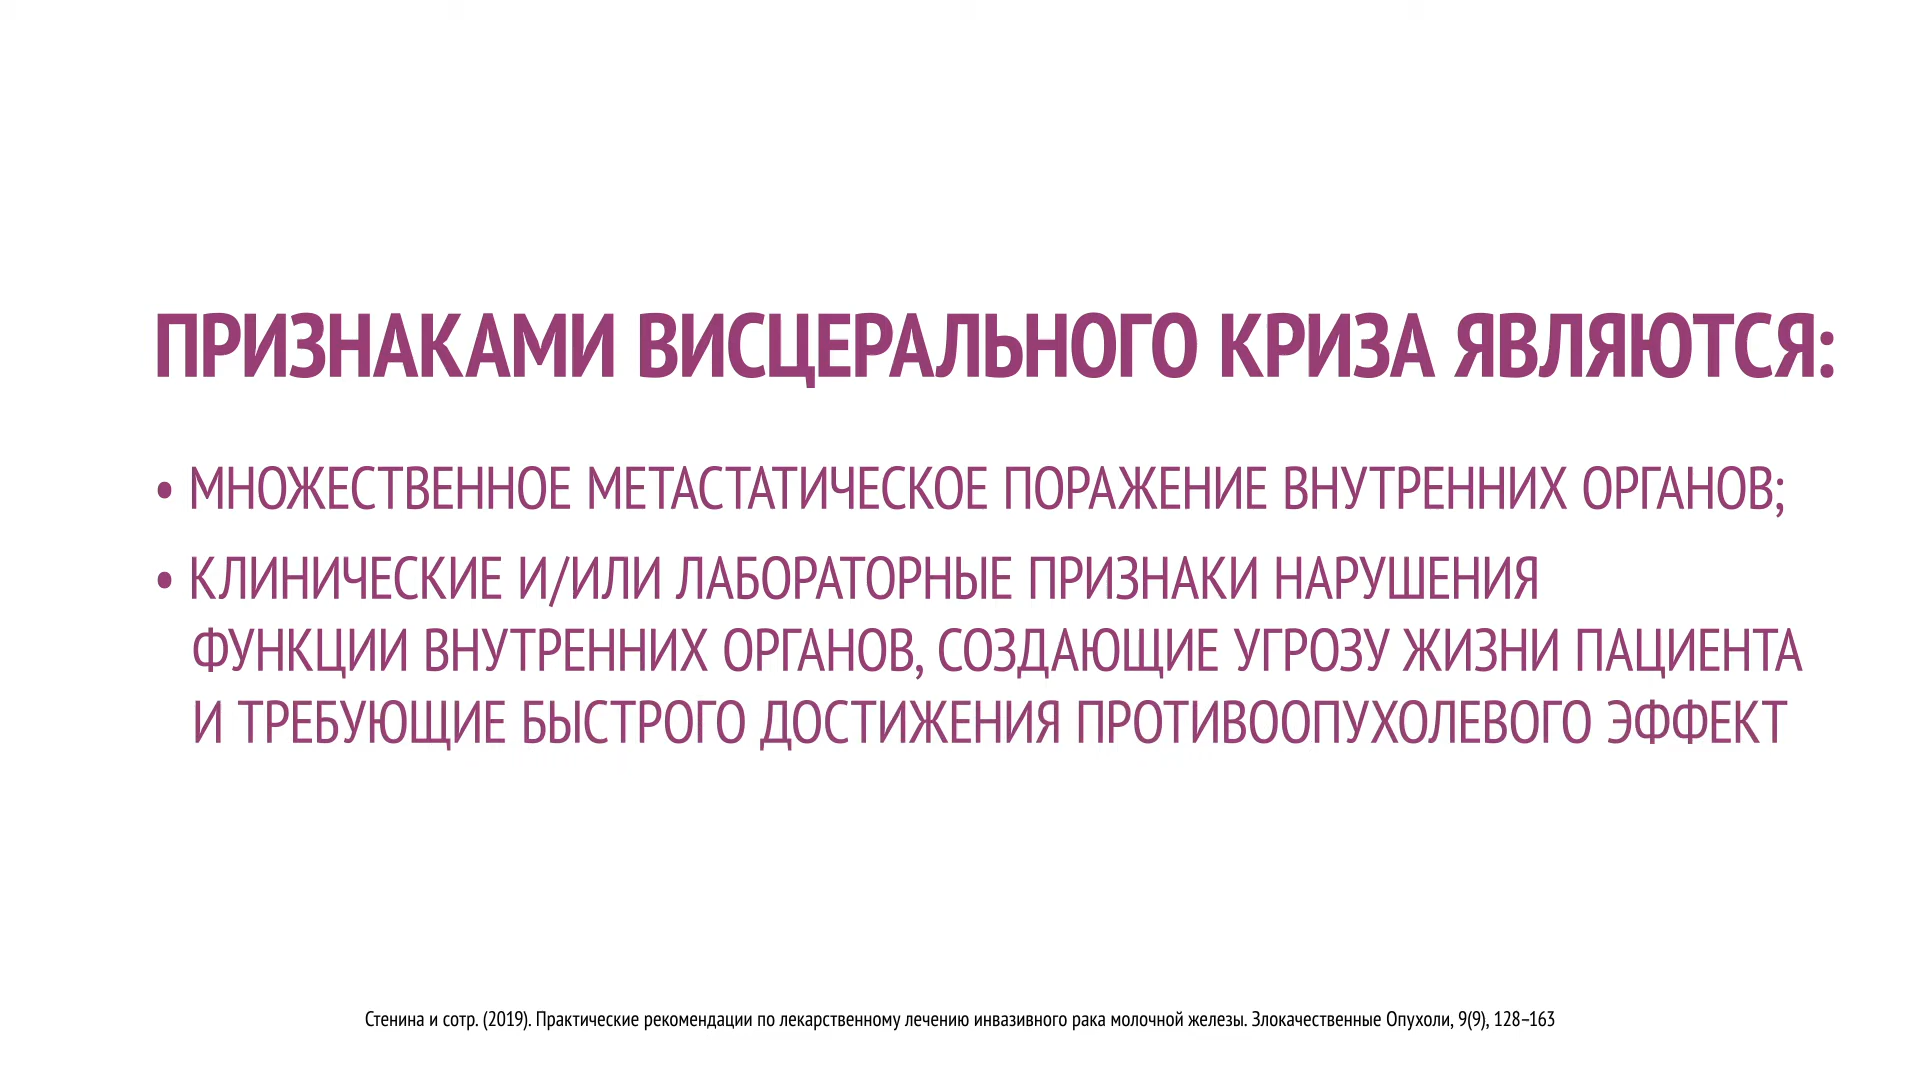 ПРИЗНАКАМИ ВИСЦЕРАЛЬНОГО КРИЗА ЯВЛЯЮТСЯ:
• МНОЖЕСТВЕННОЕ МЕТАСТАТИЧЕСКОЕ ПОРАЖЕНИЕ ВНУТРЕННИХ ОРГАНОВ;
• КЛИНИЧЕСКИЕ И/ИЛИ ЛАБОРАТОРНЫЕ ПРИЗНАКИ НАРУШЕНИЯ
ФУНКЦИИ ВНУТРЕННИХ ОРГАНОВ, СОЗДАЮЩИЕ УГРОЗУ ЖИЗНИ ПАЦИЕНТА
И ТРЕБУЮЩИЕ БЫСТРОГО ДОСТИЖЕНИЯ ПРОТИВООПУХОЛЕВОГО ЭФФЕКТ
Стенина и сотр. (2019). Практические рекомендации по лекарственному лечению инвазивного рака молочной железы. Злокачественные Опухоли, 9(9), 128–163